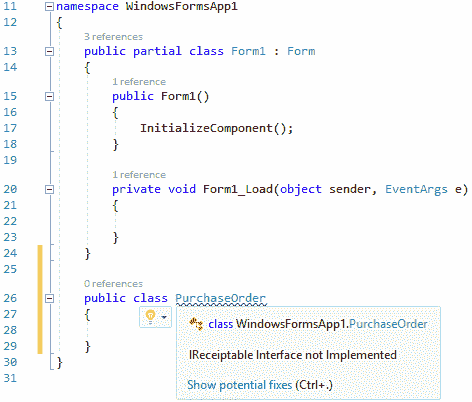 11 namespace WindowsFormsApp1
12 {
3 references
13 public partial class Form1 : Form
14 {
1 reference
15 public Form1()
16 {
17 InitializeComponent();
18 }
19
1 reference
20 private void Form1_Load(object sender, EventArgs e)
21 {
22
23 }
24 }
25
0 references
26 public class PurchaseOrder
27 {
28
29 }
30 }
31
class WindowsFormsApp1.PurchaseOrder
IReceiptable Interface not Implemented
Show potential fixes (Ctrl+.)